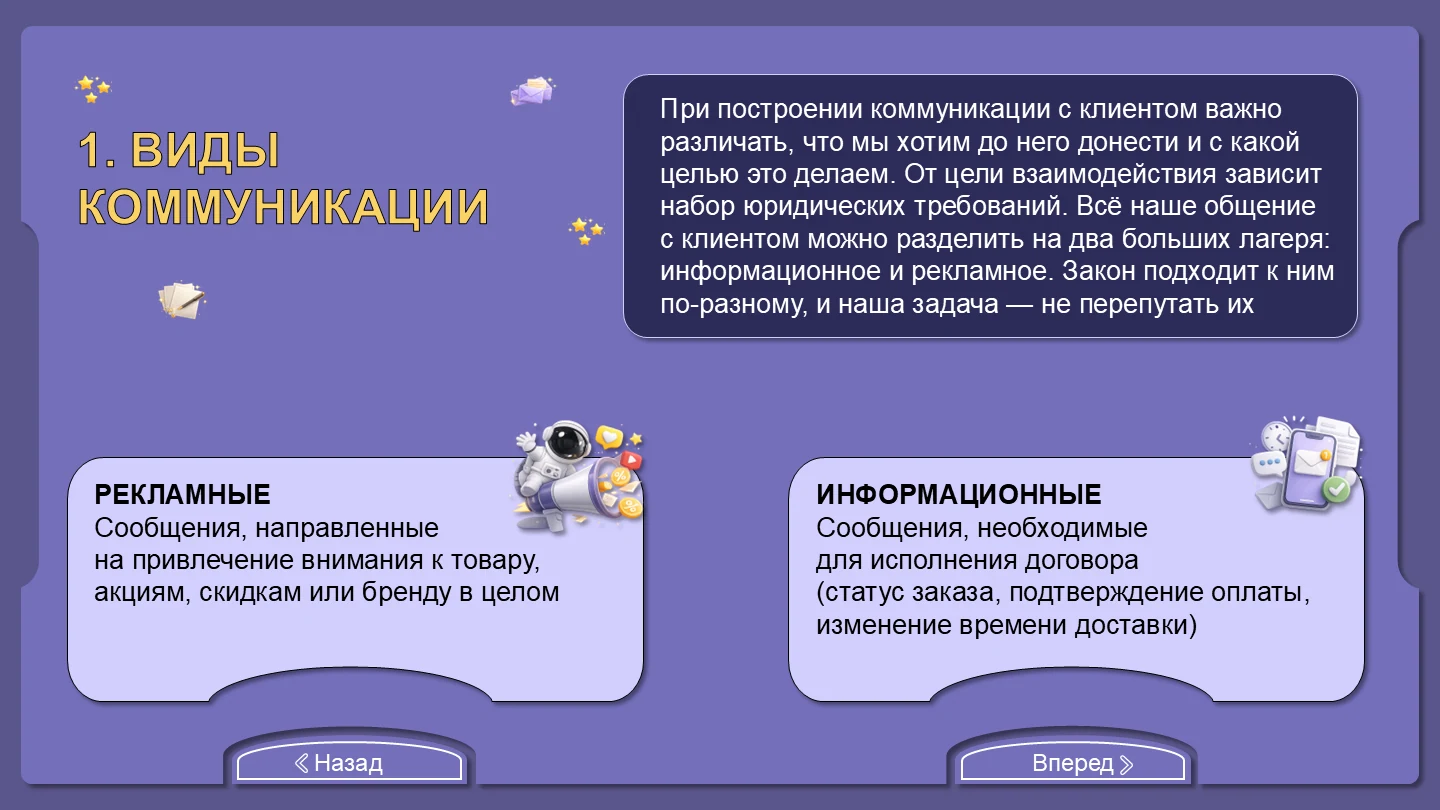 1. ВИДЫ
КОММУНИКАЦИИ
При построении коммуникации с клиентом важно
различать, что мы хотим до него донести и с какой
целью это делаем. От цели взаимодействия зависит
набор юридических требований. Всё наше общение
с клиентом можно разделить на два больших лагеря:
информационное и рекламное. Закон подходит к ним
по-разному, и наша задача — не перепутать их
РЕКЛАМНЫЕ
Сообщения, направленные
на привлечение внимания к товару,
акциям, скидкам или бренду в целом
ИНФОРМАЦИОННЫЕ
Сообщения, необходимые
для исполнения договора
(статус заказа, подтверждение оплаты,
изменение времени доставки)
Назад
Вперед